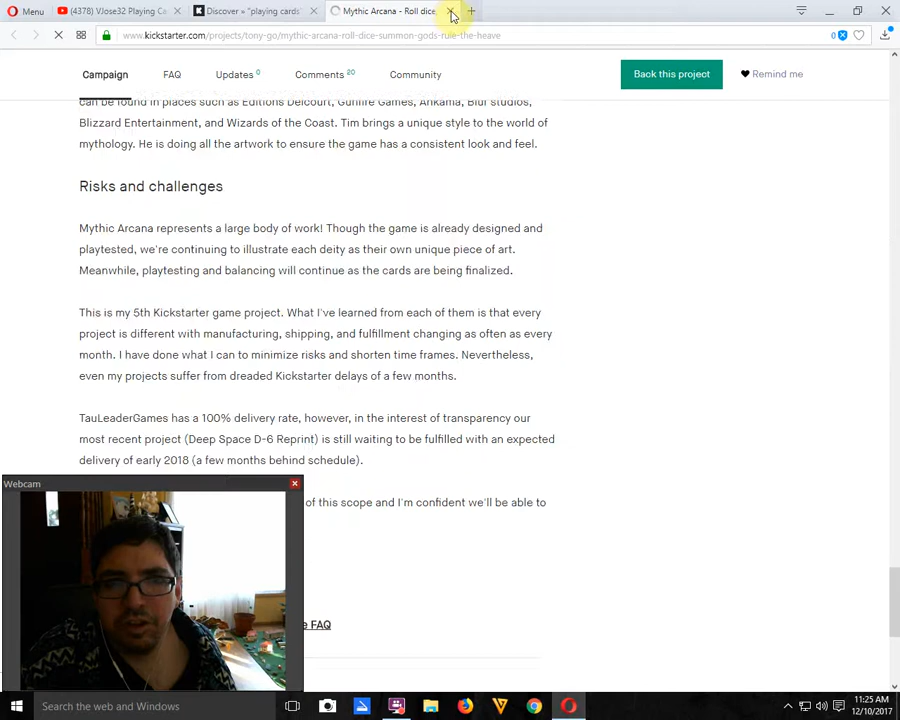 Menu
(4378) VJose32 Playing Ca
Discover » "playing cards"
Mythic Arcana - Roll dice
www.kickstarter.com/projects/tony-go/mythic-arcana-roll-dice-summon-gods-rule-the-heave
0
Campaign FAQ Updates 0 Comments 20 Community Back this project Remind me
can be found in places such as Editions Delcourt, Gunfire Games, Ankama, Blur studios,
Blizzard Entertainment, and Wizards of the Coast. Tim brings a unique style to the world of
mythology. He is doing all the artwork to ensure the game has a consistent look and feel.
Risks and challenges
Mythic Arcana represents a large body of work! Though the game is already designed and
playtested, we're continuing to illustrate each deity as their own unique piece of art.
Meanwhile, playtesting and balancing will continue as the cards are being finalized.
This is my 5th Kickstarter game project. What I've learned from each of them is that every
project is different with manufacturing, shipping, and fulfillment changing as often as every
month. I have done what I can to minimize risks and shorten time frames. Nevertheless,
even my projects suffer from dreaded Kickstarter delays of a few months.
TauLeaderGames has a 100% delivery rate, however, in the interest of transparency our
most recent project (Deep Space D-6 Reprint) is still waiting to be fulfilled with an expected
delivery of early 2018 (a few months behind schedule).
Webcam
of this scope and I'm confident we'll be able to
e FAQ
Search the web and Windows
11:25 AM
12/10/2017